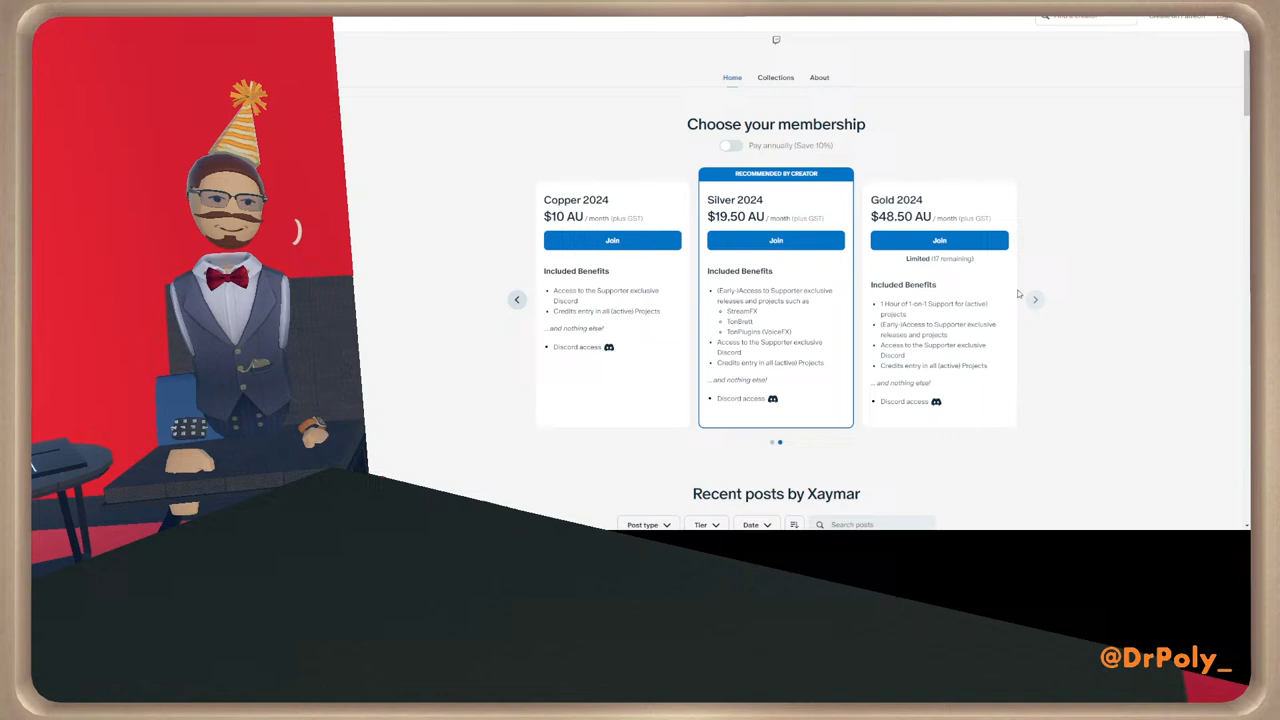 Home Collections About
Choose your membership
Pay annually (Save 10%)
RECOMMENDED BY CREATOR
Copper 2024
$10 AU / month (plus GST)
Join
Included Benefits
• Access to the Supporter exclusive
Discord
• Credits entry in all (active) Projects
...and nothing else!
• Discord access
Silver 2024
$19.50 AU / month (plus GST)
Join
Included Benefits
• (Early-)Access to Supporter exclusive
releases and projects such as
StreamFX
TonBrett
TonPlugins (VoiceFX)
• Access to the Supporter exclusive
Discord
• Credits entry in all (active) Projects
...and nothing else!
• Discord access
Gold 2024
$48.50 AU / month (plus GST)
Join
Limited (17 remaining)
Included Benefits
• 1 Hour of 1-on-1 Support for (active)
projects
• (Early-)Access to Supporter exclusive
releases and projects
• Access to the Supporter exclusive
Discord
• Credits entry in all (active) Projects
... and nothing else!
• Discord access
Recent posts by Xaymar
Post type Tier Date Search posts
@DrPoly_